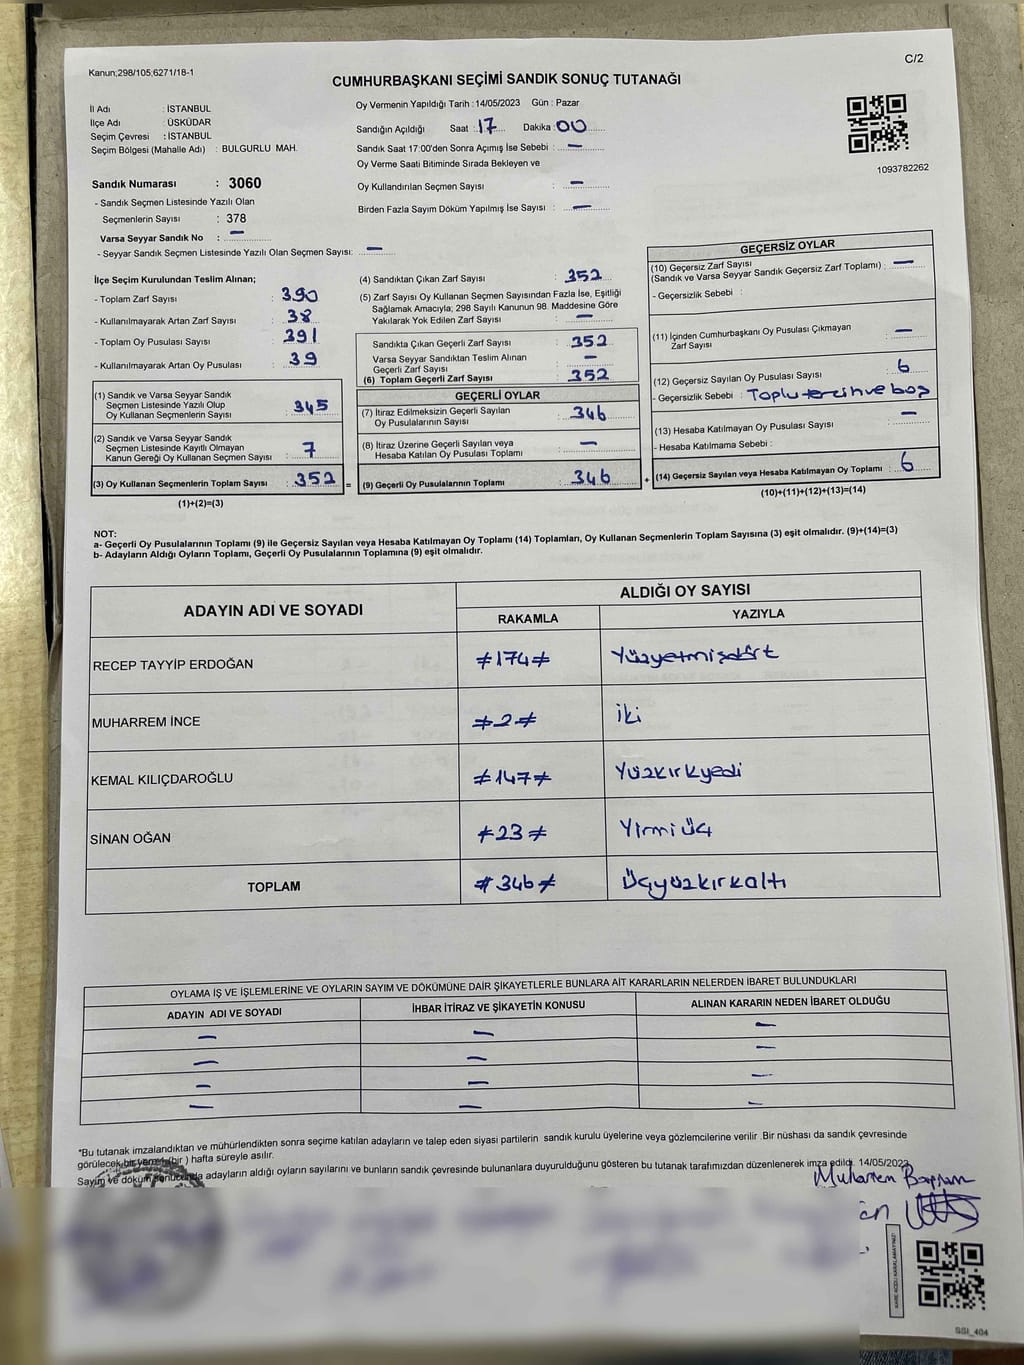 Kanun;298/105;6271/18-1
C/2
CUMHURBAŞKANI SEÇİMİ SANDIK SONUÇ TUTANAĞI
İl Adı : İSTANBUL
İlçe Adı : ÜSKÜDAR
Seçim Çevresi : İSTANBUL
Seçim Bölgesi (Mahalle Adı) : BULGURLU MAH.
Sandık Numarası : 3060
- Sandık Seçmen Listesinde Yazılı Olan
Seçmenlerin Sayısı : 378
Varsa Seyyar Sandık No : —
- Seyyar Sandık Seçmen Listesinde Yazılı Olan Seçmen Sayısı: —
Oy Vermenin Yapıldığı Tarih : 14/05/2023 Gün : Pazar
Sandığın Açıldığı Saat : 17 Dakika : 00
Sandık Saat 17:00'den Sonra Açımış İse Sebebi : —
Oy Verme Saati Bitiminde Sırada Bekleyen ve
Oy Kullandırılan Seçmen Sayısı : —
Birden Fazla Sayım Döküm Yapılmış İse Sayısı : —
1093782262
İlçe Seçim Kurulundan Teslim Alınan;
- Toplam Zarf Sayısı : 390
- Kullanılmayarak Artan Zarf Sayısı : 38
- Toplam Oy Pusulası Sayısı : 391
- Kullanılmayarak Artan Oy Pusulası : 39
(1) Sandık ve Varsa Seyyar Sandık
Seçmen Listesinde Yazılı Olup
Oy Kullanan Seçmenlerin Sayısı : 345
(2) Sandık ve Varsa Seyyar Sandık
Seçmen Listesinde Kayıtlı Olmayan
Kanun Gereği Oy Kullanan Seçmen Sayısı : 7
(3) Oy Kullanan Seçmenlerin Toplam Sayısı : 352 =
(1)+(2)=(3)
(4) Sandıktan Çıkan Zarf Sayısı : 352
(5) Zarf Sayısı Oy Kullanan Seçmen Sayısından Fazla İse, Eşitliği
Sağlamak Amacıyla; 298 Sayılı Kanunun 98. Maddesine Göre
Yakılarak Yok Edilen Zarf Sayısı : —
Sandıkta Çıkan Geçerli Zarf Sayısı : 352
Varsa Seyyar Sandıktan Teslim Alınan
Geçerli Zarf Sayısı : —
(6) Toplam Geçerli Zarf Sayısı : 352
GEÇERLİ OYLAR
(7) İtiraz Edilmeksizin Geçerli Sayılan
Oy Pusulalarının Sayısı : 346
(8) İtiraz Üzerine Geçerli Sayılan veya
Hesaba Katılan Oy Pusulası Toplamı : —
(9) Geçerli Oy Pusulalarının Toplamı : 346 +
GEÇERSİZ OYLAR
(10) Geçersiz Zarf Sayısı
(Sandık ve Varsa Seyyar Sandık Geçersiz Zarf Toplamı) : —
- Geçersizlik Sebebi :
(11) İçinden Cumhurbaşkanı Oy Pusulası Çıkmayan
Zarf Sayısı : —
(12) Geçersiz Sayılan Oy Pusulası Sayısı : 6
- Geçersizlik Sebebi : Toplu tercih ve boş
(13) Hesaba Katılmayan Oy Pusulası Sayısı : —
- Hesaba Katılmama Sebebi :
(14) Geçersiz Sayılan veya Hesaba Katılmayan Oy Toplamı : 6
(10)+(11)+(12)+(13)=(14)
NOT:
a- Geçerli Oy Pusulalarının Toplamı (9) ile Geçersiz Sayılan veya Hesaba Katılmayan Oy Toplamı (14) Toplamları, Oy Kullanan Seçmenlerin Toplam Sayısına (3) eşit olmalıdır. (9)+(14)=(3)
b- Adayların Aldığı Oyların Toplamı, Geçerli Oy Pusulalarının Toplamına (9) eşit olmalıdır.
ADAYIN ADI VE SOYADI
ALDIĞI OY SAYISI
RAKAMLA YAZIYLA
RECEP TAYYİP ERDOĞAN ≠174≠ Yüzyetmişdört
MUHARREM İNCE ≠2≠ İki
KEMAL KILIÇDAROĞLU ≠147≠ Yüzkırkyedi
SİNAN OĞAN ≠23≠ Yirmiüç
TOPLAM ≠346≠ Üçyüzkırkaltı
OYLAMA İŞ VE İŞLEMLERİNE VE OYLARIN SAYIM VE DÖKÜMÜNE DAİR ŞİKAYETLERLE BUNLARA AİT KARARLARIN NELERDEN İBARET BULUNDUKLARI
ADAYIN ADI VE SOYADI İHBAR İTİRAZ VE ŞİKAYETİN KONUSU ALINAN KARARIN NEDEN İBARET OLDUĞU
— — —
— — —
— — —
— — —
"Bu tutanak imzalandıktan ve mühürlendikten sonra seçime katılan adayların ve talep eden siyasi partilerin sandık kurulu üyelerine veya gözlemcilerine verilir .Bir nüshası da sandık çevresinde
görülecek bir yere 1 (bir ) hafta süreyle asılır.
Sayım ve döküm sonucunda adayların aldığı oyların sayılarını ve bunların sandık çevresinde bulunanlara duyurulduğunu gösteren bu tutanak tarafımızdan düzenlenerek imza edildi. 14/05/2023
Muharrem Bayram
SSI_404